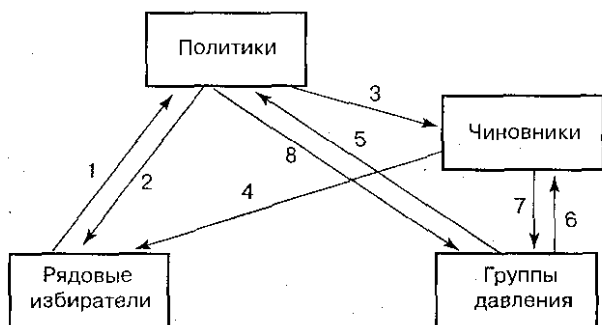 Политики
3
Чиновники
1
2
8
5
4
7
6
Рядовые
избиратели
Группы
давления